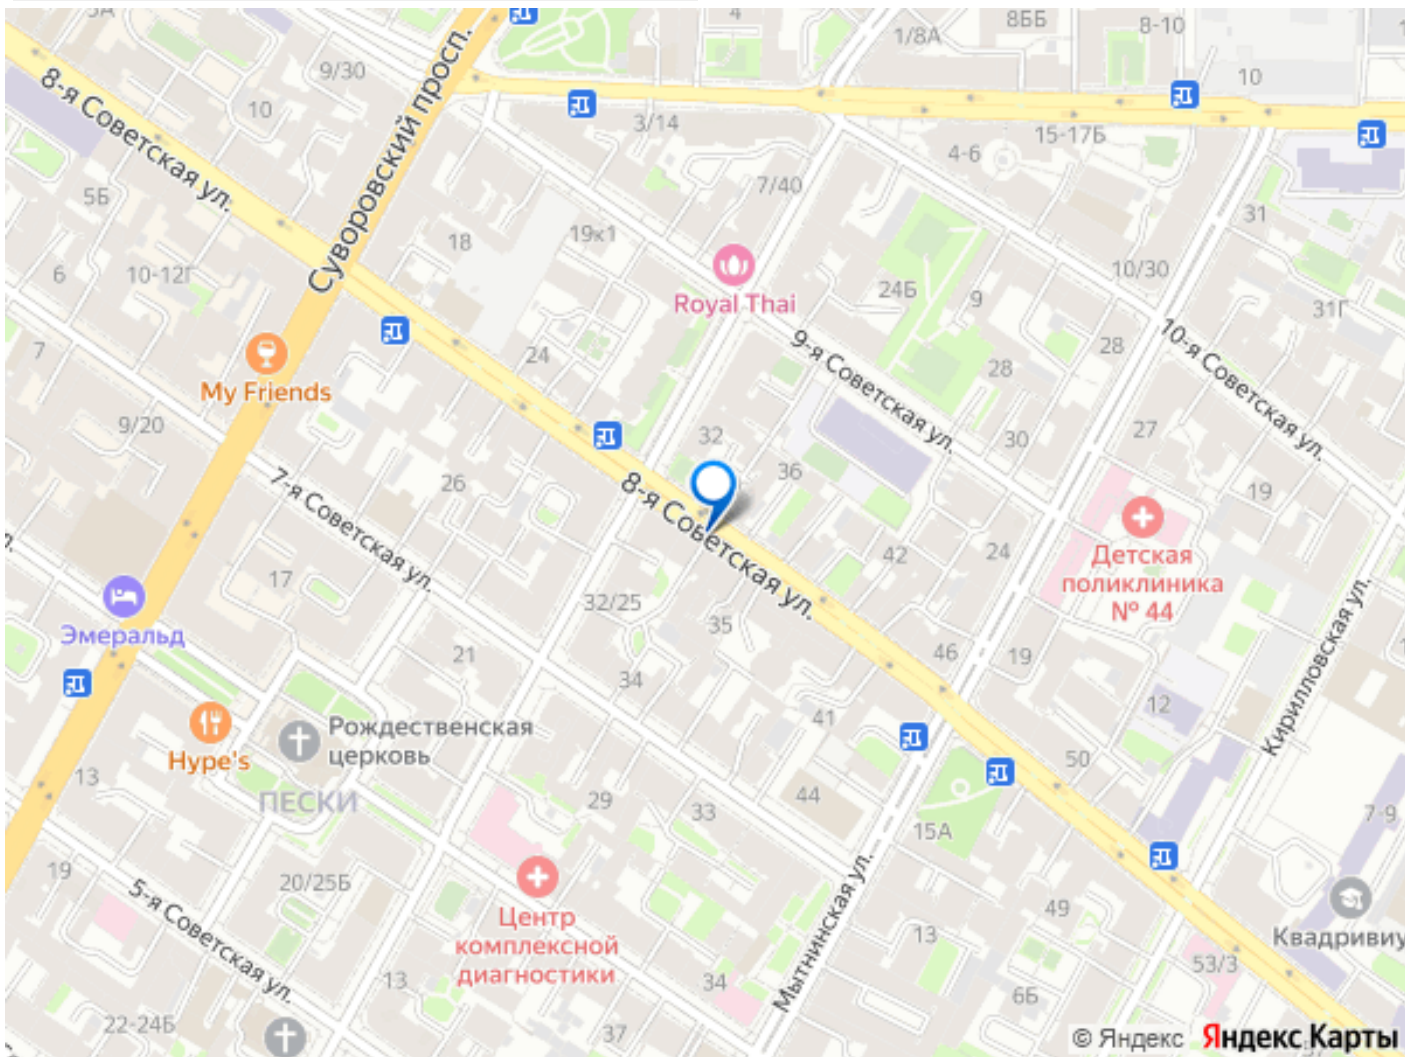 5А
4
8ББ
8-10
1/8А
9/30
10
10
8-я Советская ул.
Суворовский просп.
3/14
15-17Б
4-6
7/40
5Б
31
18
19к1
6
10-12Г
10/30
Royal Thai
24Б
9
31Г
7
24
9-я Советская ул.
28
28
10-я Советская ул.
My Friends
9/20
32
30
27
26
36
19
7-я Советская ул.
8-я Советская ул.
42
24
Детская
поликлиника
№ 44
17
32/25
35
Эмеральд
21
34
46
19
12
Кирилловская ул.
41
Рождественская
церковь
Hype's
13
ПЕСКИ
29
33
44
50
7-9
15А
19
20/25Б
5-я Советская ул.
Центр
комплексной
диагностики
Мытнинская ул.
49
13
Квадривиу
53/3
13
34
6Б
22-24Б
37
© Яндекс Яндекс Карты